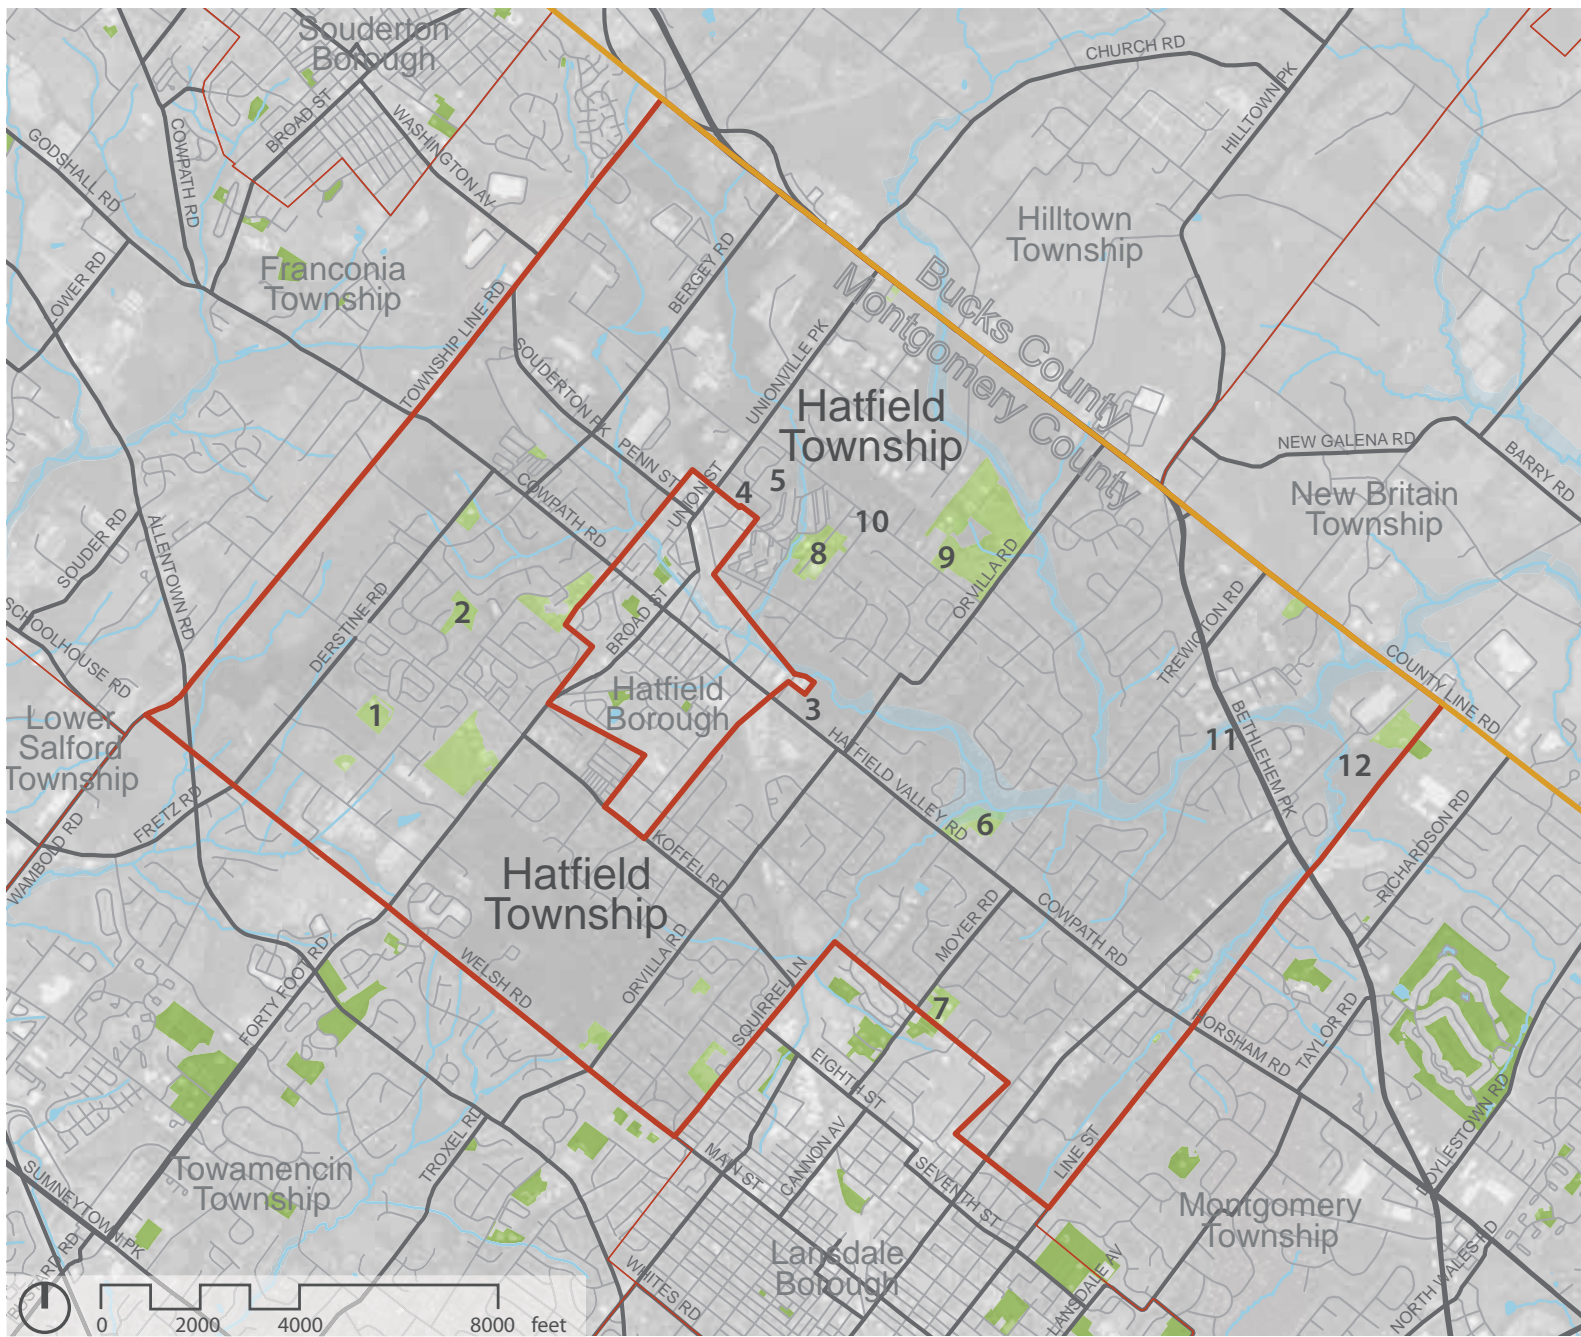 Souderton
Borough
CHURCH RD
HILLTOWN PK
BROAD ST
WASHINGTON AV
COWPATH RD
GODSHALL RD
Hilltown
Township
Franconia
Township
LOWER RD
BERGEY RD
TOWNSHIP LINE RD
Bucks County
Montgomery County
UNIONVILLE PK
SOUDERTON PK
Hatfield
Township
PENN ST
UNION ST
NEW GALENA RD
BARRY RD
New Britain
Township
COWPATH RD
4
5
10
8
9
SOUDER RD
ALLENTOWN RD
ORVILLA RD
DERSTINE RD
2
BROAD ST
TREWIGTON RD
SCHOOLHOUSE RD
COUNTY LINE RD
Hatfield
Borough
3
1
Lower
Salford
Township
HATFIELD VALLEY RD
BETHLEHEM PK
11
12
6
FRETZ RD
WAMBOLD RD
RICHARDSON RD
KOFFEL RD
Hatfield
Township
MOYER RD
COWPATH RD
FORTY FOOT RD
WELSH RD
ORVILLA RD
SQUIRREL LN
7
HORSHAM RD
TAYLOR RD
EIGHTH ST
DOYLESTOWN RD
TROXEL RD
CANNON AV
LINE ST
MAIN ST
SEVENTH ST
Towamencin
Township
SUMNEYTOWN PK
Montgomery
Township
Lansdale
Borough
WHITES RD
LANSDALE AV
NORTH WALES RD
0 2000 4000 8000 feet